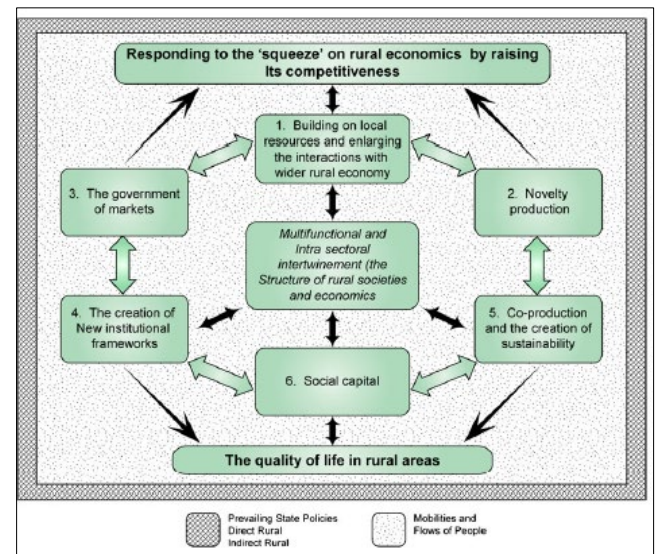 Responding to the 'squeeze' on rural economics by raising
Its competitiveness
1. Building on local
resources and enlarging
the interactions with
wider rural economy
3. The government
of markets
2. Novelty
production
Multifunctional and
Intra sectoral
intertwinement (the
Structure of rural societies
and economics
4. The creation of
New institutional
frameworks
5. Co-production
and the creation of
sustainability
6. Social capital
The quality of life in rural areas
Prevailing State Policies
Direct Rural
Indirect Rural
Mobilities and
Flows of People